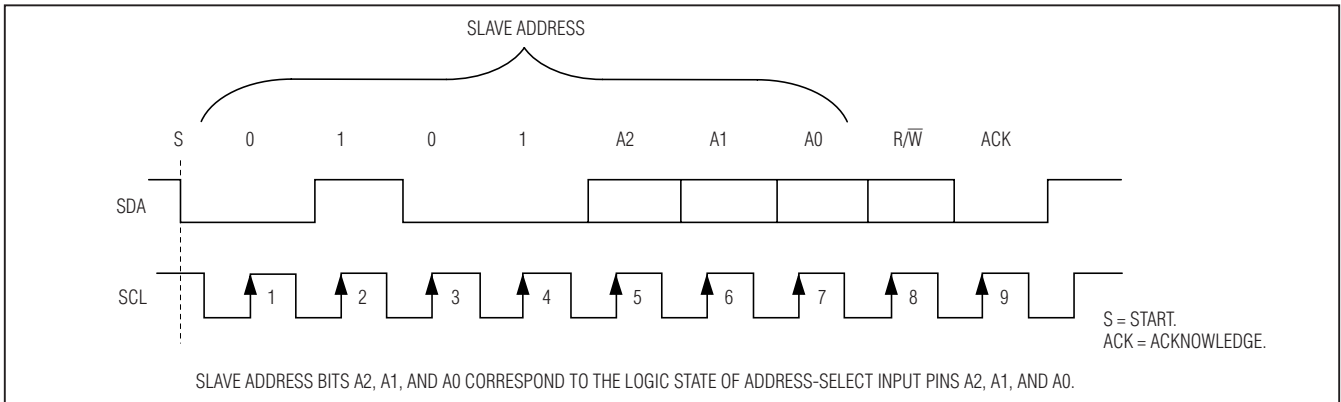 SLAVE ADDRESS
S 0 1 0 1 A2 A1 A0 R/W̅ ACK
SDA
SCL 1 2 3 4 5 6 7 8 9
S = START.
ACK = ACKNOWLEDGE.
SLAVE ADDRESS BITS A2, A1, AND A0 CORRESPOND TO THE LOGIC STATE OF ADDRESS-SELECT INPUT PINS A2, A1, AND A0.